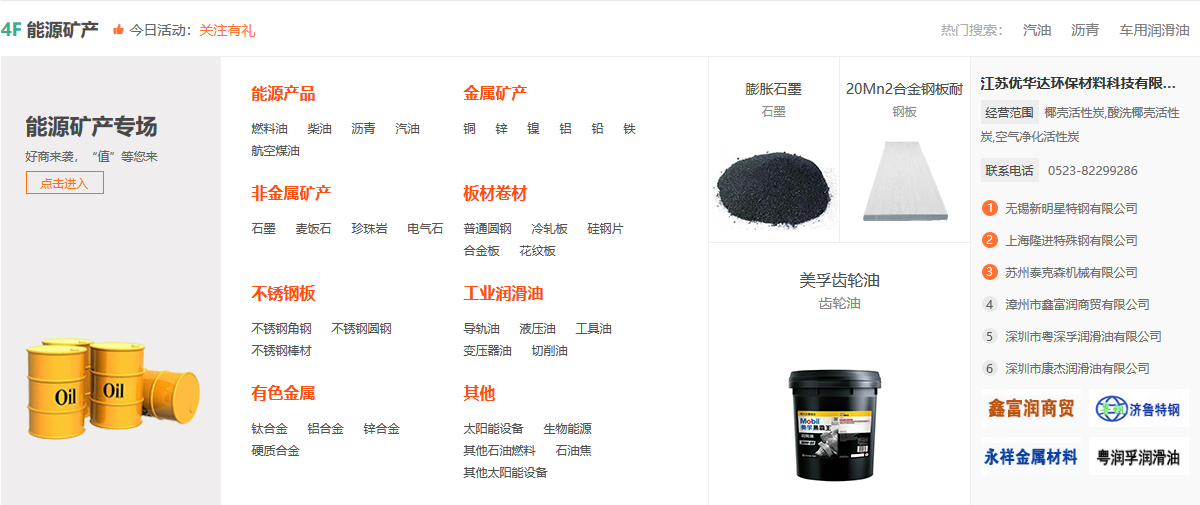 4F 能源矿产 今日活动： 关注有礼
热门搜索： 汽油 沥青 车用润滑油
能源矿产专场
好商来袭，“值”等您来
点击进入
Oil Oil
能源产品
燃料油 柴油 沥青 汽油
航空煤油
金属矿产
铜 锌 镍 铝 铅 铁
非金属矿产
石墨 麦饭石 珍珠岩 电气石
板材卷材
普通圆钢 冷轧板 硅钢片
合金板 花纹板
不锈钢板
不锈钢角钢 不锈钢圆钢
不锈钢棒材
工业润滑油
导轨油 液压油 工具油
变压器油 切削油
有色金属
钛合金 铝合金 锌合金
硬质合金
其他
太阳能设备 生物能源
其他石油燃料 石油焦
其他太阳能设备
膨胀石墨
石墨
20Mn2合金钢板耐
钢板
美孚齿轮油
齿轮油
Mobil
美孚黑霸王
江苏优华达环保材料科技有限...
经营范围 椰壳活性炭,酸洗椰壳活性
炭,空气净化活性炭
联系电话 0523-82299286
1 无锡新明星特钢有限公司
2 上海隆进特殊钢有限公司
3 苏州泰克森机械有限公司
4 漳州市鑫富润商贸有限公司
5 深圳市粤深孚润滑油有限公司
6 深圳市康杰润滑油有限公司
鑫富润商贸
济鲁特钢
永祥金属材料
粤润孚润滑油